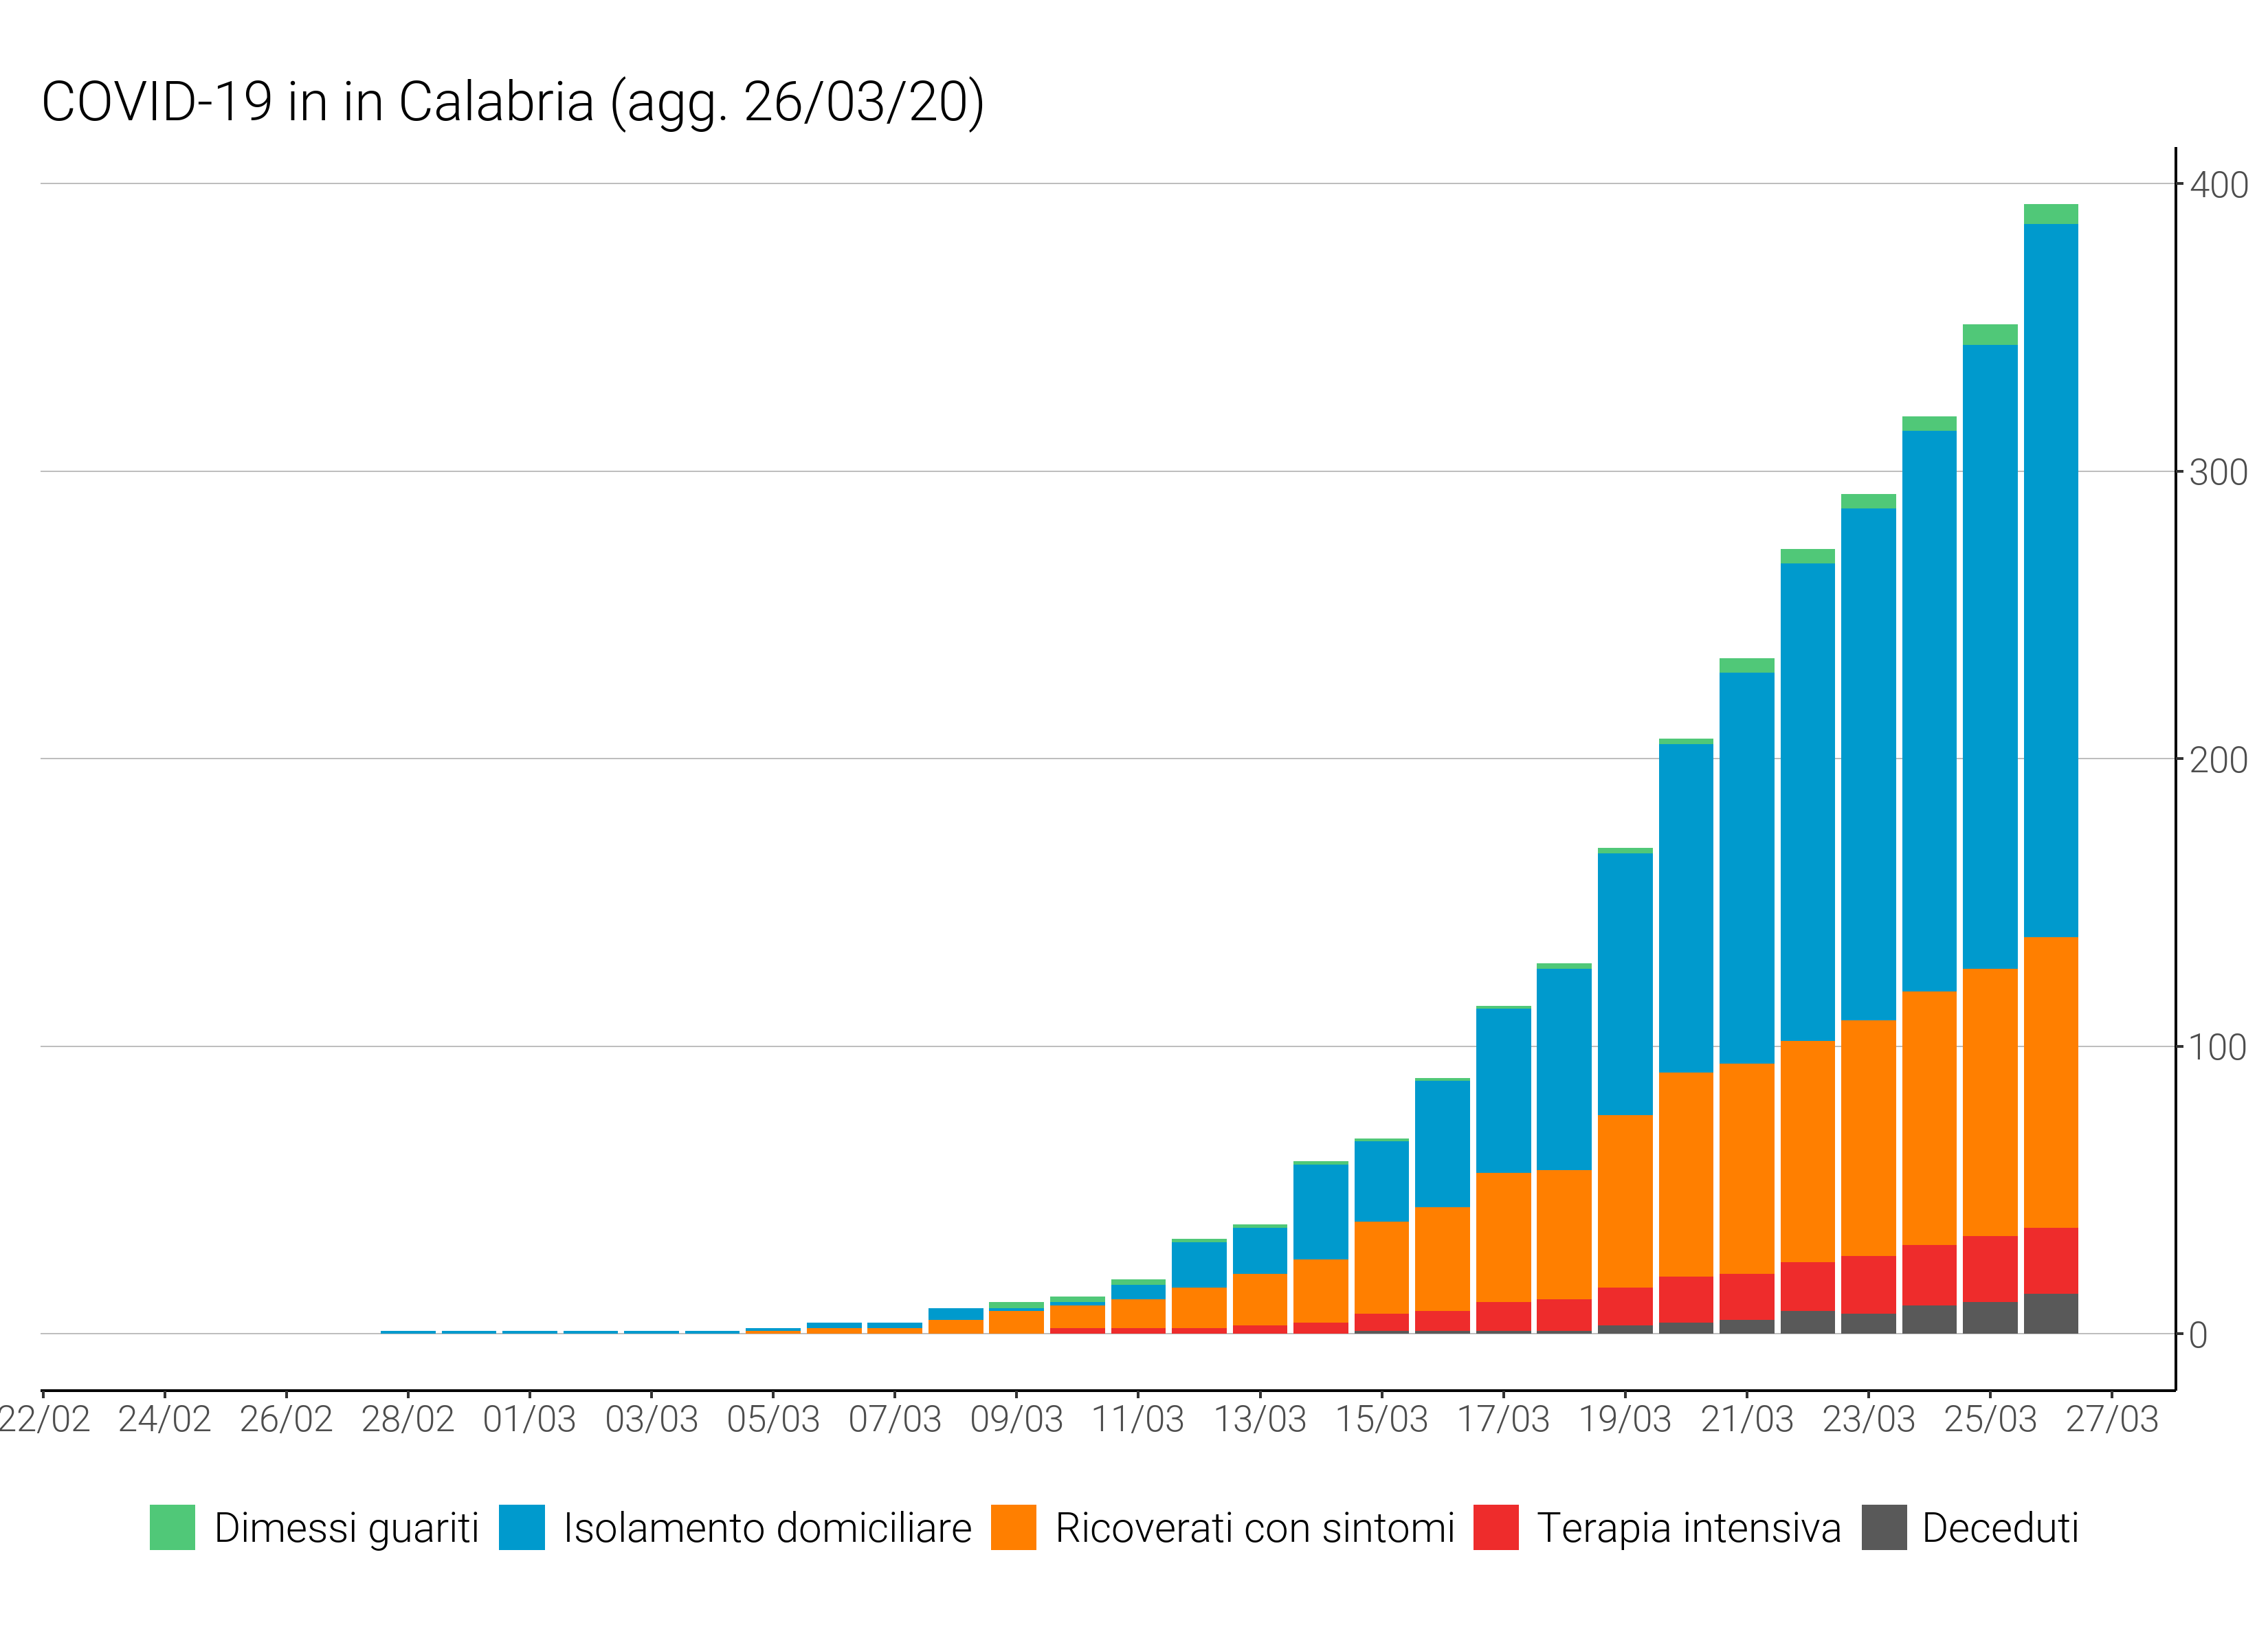 COVID-19 in in Calabria (agg. 26/03/20)
400
300
200
100
0
22/02 24/02 26/02 28/02 01/03 03/03 05/03 07/03 09/03 11/03 13/03 15/03 17/03 19/03 21/03 23/03 25/03 27/03
Dimessi guariti Isolamento domiciliare Ricoverati con sintomi Terapia intensiva Deceduti